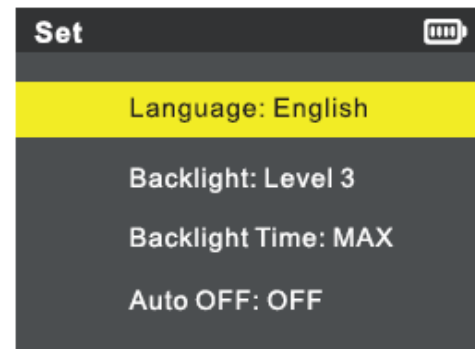 Set
Language: English
Backlight: Level 3
Backlight Time: MAX
Auto OFF: OFF